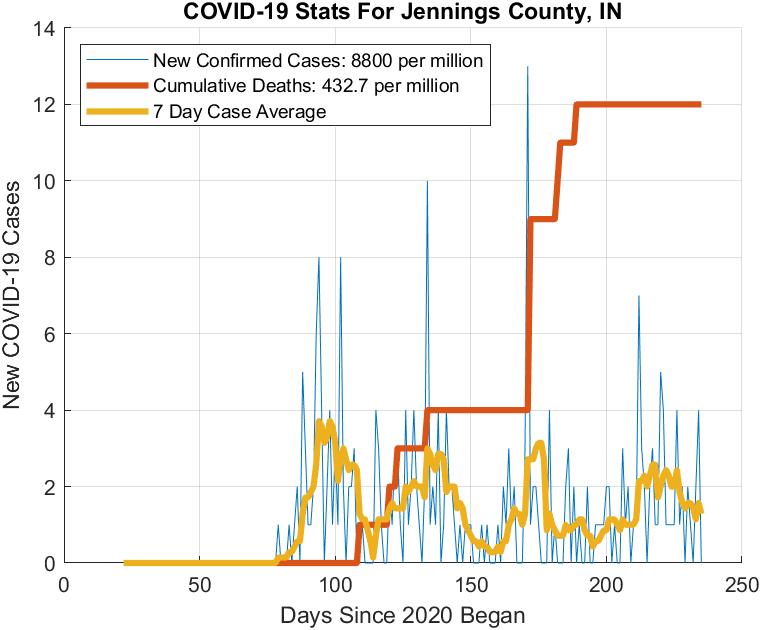 COVID-19 Stats For Jennings County, IN
New Confirmed Cases: 8800 per million
Cumulative Deaths: 432.7 per million
7 Day Case Average
New COVID-19 Cases
14
12
10
8
6
4
2
0
0 50 100 150 200 250
Days Since 2020 Began